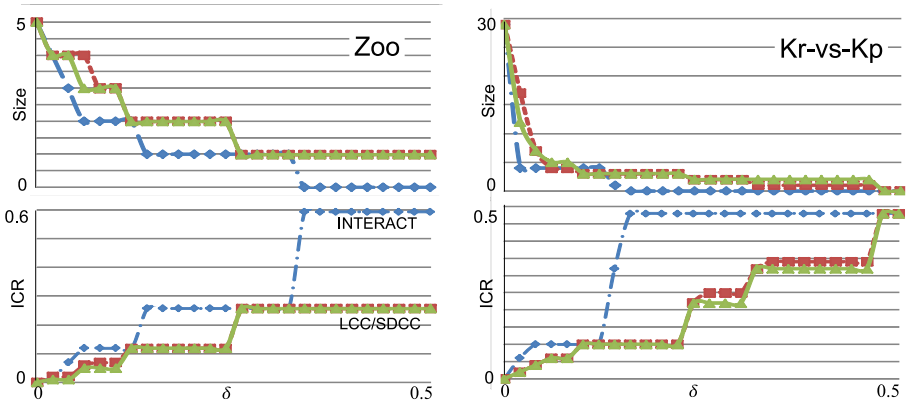 5
Zoo
Size
0
0.6
INTERACT
ICR
LCC/SDCC
0
0
δ
0.5
30
Kr-vs-Kp
Size
0
0.5
ICR
0
0
δ
0.5